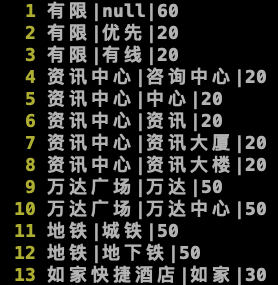 1 有限|null|60
2 有限|优先|20
3 有限|有线|20
4 资讯中心|咨询中心|20
5 资讯中心|中心|20
6 资讯中心|资讯|20
7 资讯中心|资讯大厦|20
8 资讯中心|资讯大楼|20
9 万达广场|万达|50
10 万达广场|万达中心|50
11 地铁|城铁|50
12 地铁|地下铁|50
13 如家快捷酒店|如家|30